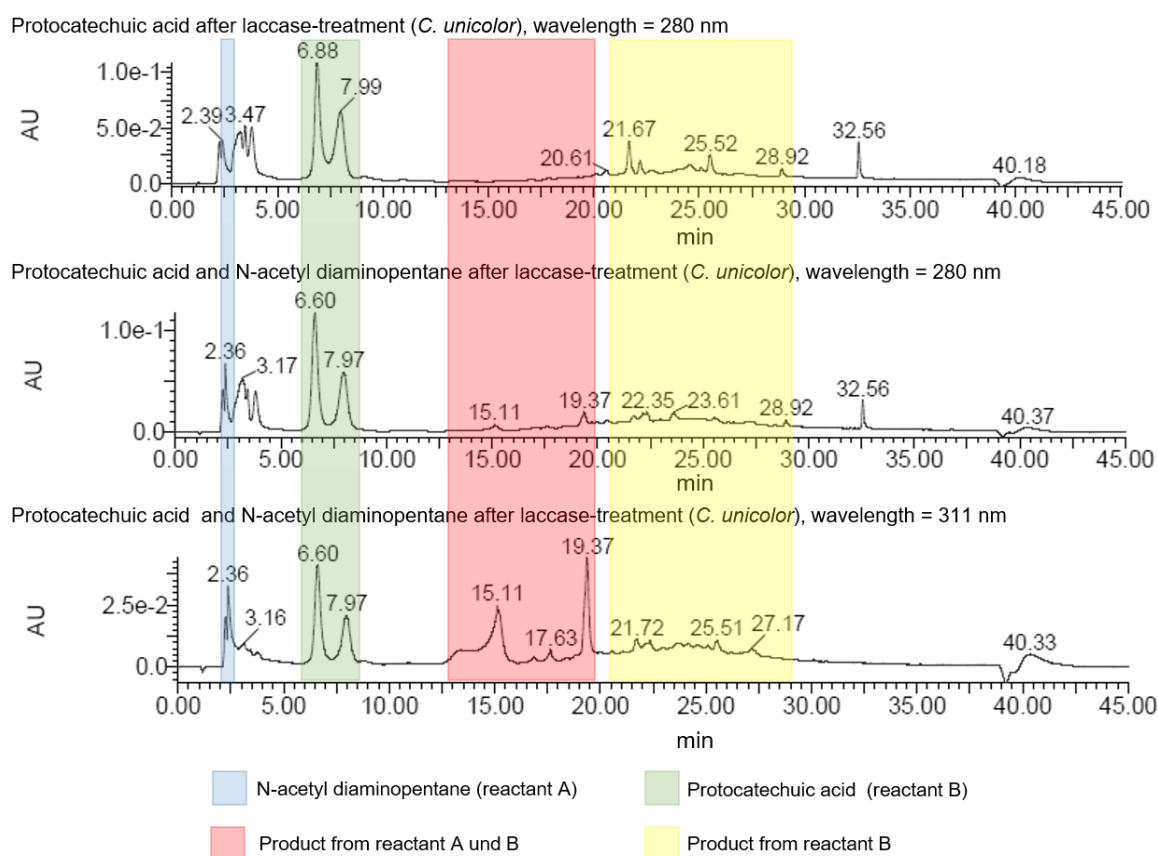 Protocatechuic acid after laccase-treatment (C. unicolor), wavelength = 280 nm
6.88
1.0e-1
7.99
2.39 3.47
AU
5.0e-2
21.67
25.52
32.56
20.61
28.92
40.18
0.0
0.00 5.00 10.00 15.00 20.00 25.00 30.00 35.00 40.00 45.00
min
Protocatechuic acid and N-acetyl diaminopentane after laccase-treatment (C. unicolor), wavelength = 280 nm
6.60
1.0e-1
2.36
7.97
3.17
AU
15.11
19.37
22.35
23.61
28.92
32.56
40.37
0.0
0.00 5.00 10.00 15.00 20.00 25.00 30.00 35.00 40.00 45.00
min
Protocatechuic acid and N-acetyl diaminopentane after laccase-treatment (C. unicolor), wavelength = 311 nm
19.37
6.60
2.36
7.97
15.11
2.5e-2
AU
3.16
17.63
21.72
25.51
27.17
40.33
0.0
0.00 5.00 10.00 15.00 20.00 25.00 30.00 35.00 40.00 45.00
min
N-acetyl diaminopentane (reactant A)
Protocatechuic acid (reactant B)
Product from reactant A und B
Product from reactant B